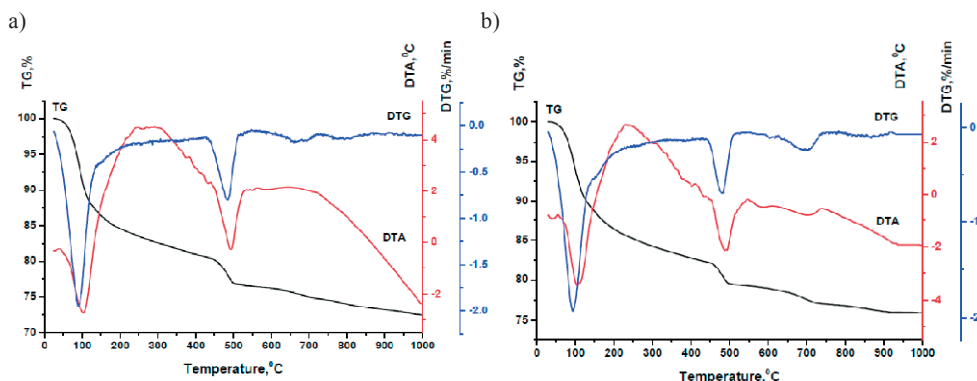 a)
TG,%
DTA,⁰C
DTG,%/min
TG
DTG
DTA
100
95
90
85
80
75
70
4
2
0
-2
0.0
-0.5
-1.0
-1.5
-2.0
0 100 200 300 400 500 600 700 800 900 1000
Temperature,⁰C
b)
TG,%
DTA,⁰C
DTG,%/min
TG
DTG
DTA
100
95
90
85
80
75
2
0
-2
-4
0
-1
-2
0 100 200 300 400 500 600 700 800 900 1000
Temperature,⁰C